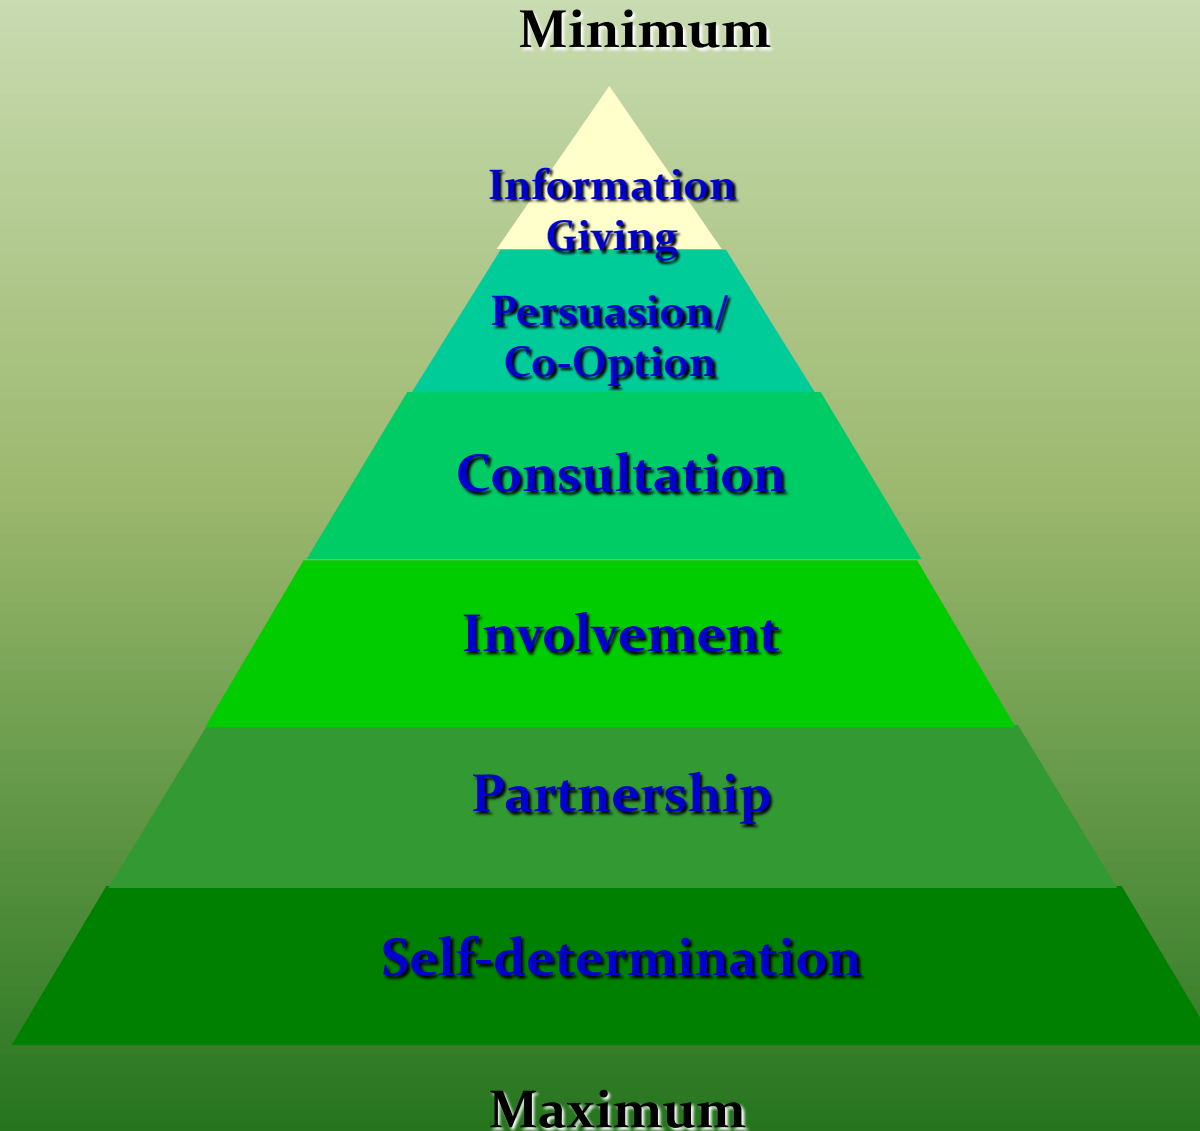 Minimum
Information
Giving
Persuasion/
Co-Option
Consultation
Involvement
Partnership
Self-determination
Maximum